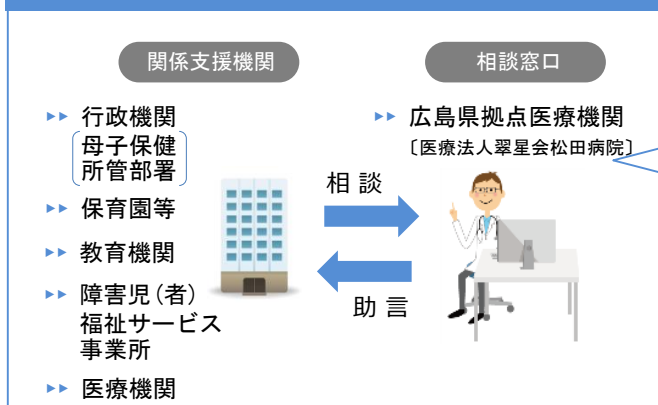 関係支援機関
▶▶ 行政機関
母子保健
所管部署
▶▶ 保育園等
▶▶ 教育機関
▶▶ 障害児(者)
福祉サービス
事業所
▶▶ 医療機関
相談
助言
相談窓口
▶▶ 広島県拠点医療機関
〔医療法人翠星会松田病院〕